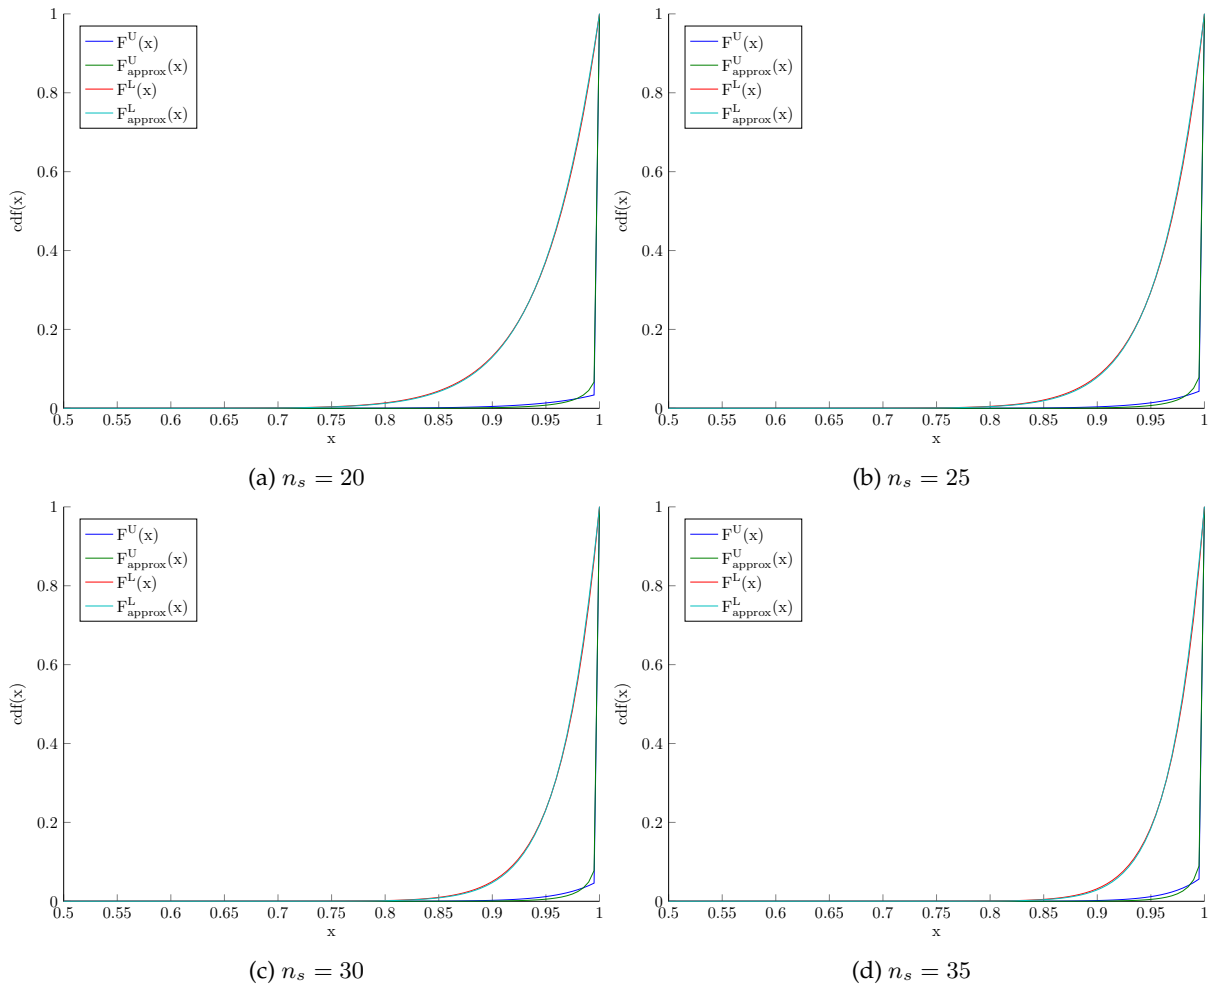 1
0.8
0.6
0.4
0.2
0
cdf(x)
F^U(x)
F^U_approx(x)
F^L(x)
F^L_approx(x)
0.5 0.55 0.6 0.65 0.7 0.75 0.8 0.85 0.9 0.95 1
x
(a) n_s = 20
1
0.8
0.6
0.4
0.2
0
cdf(x)
F^U(x)
F^U_approx(x)
F^L(x)
F^L_approx(x)
0.5 0.55 0.6 0.65 0.7 0.75 0.8 0.85 0.9 0.95 1
x
(b) n_s = 25
1
0.8
0.6
0.4
0.2
0
cdf(x)
F^U(x)
F^U_approx(x)
F^L(x)
F^L_approx(x)
0.5 0.55 0.6 0.65 0.7 0.75 0.8 0.85 0.9 0.95 1
x
(c) n_s = 30
1
0.8
0.6
0.4
0.2
0
cdf(x)
F^U(x)
F^U_approx(x)
F^L(x)
F^L_approx(x)
0.5 0.55 0.6 0.65 0.7 0.75 0.8 0.85 0.9 0.95 1
x
(d) n_s = 35